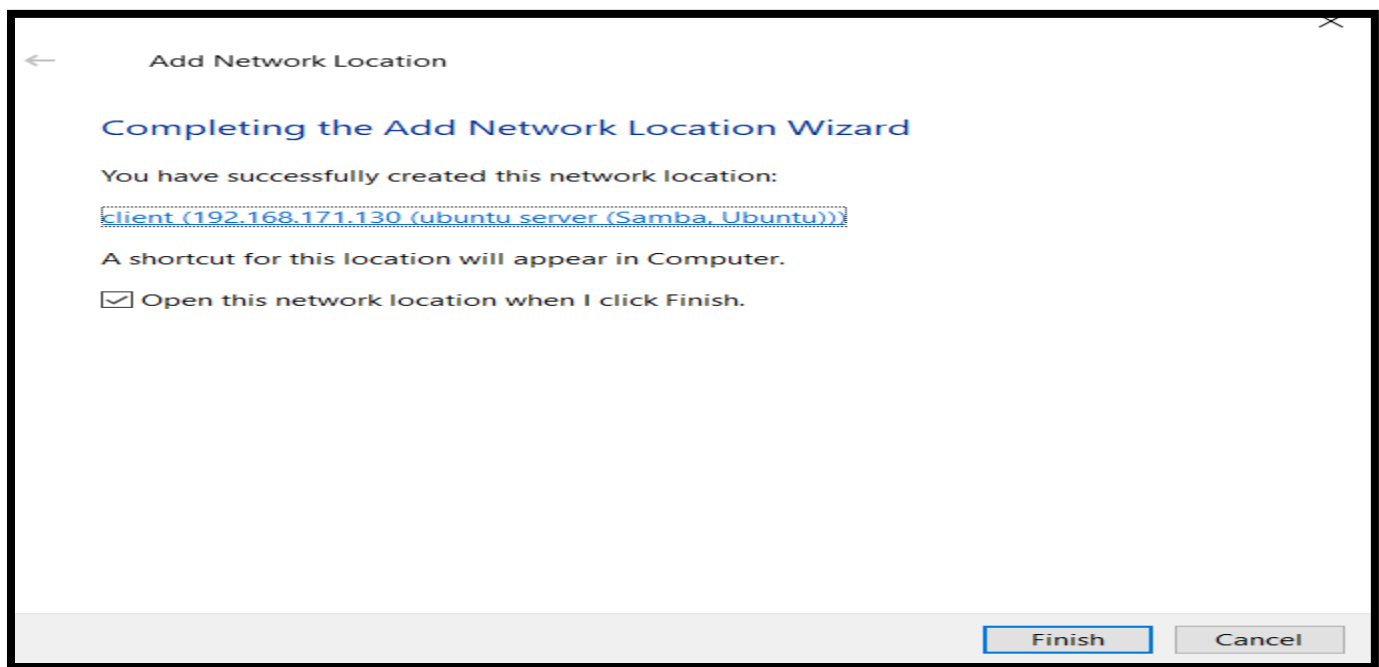 Add Network Location
Completing the Add Network Location Wizard
You have successfully created this network location:
client (192.168.171.130 (ubuntu server (Samba, Ubuntu)))
A shortcut for this location will appear in Computer.
Open this network location when I click Finish.
Finish
Cancel